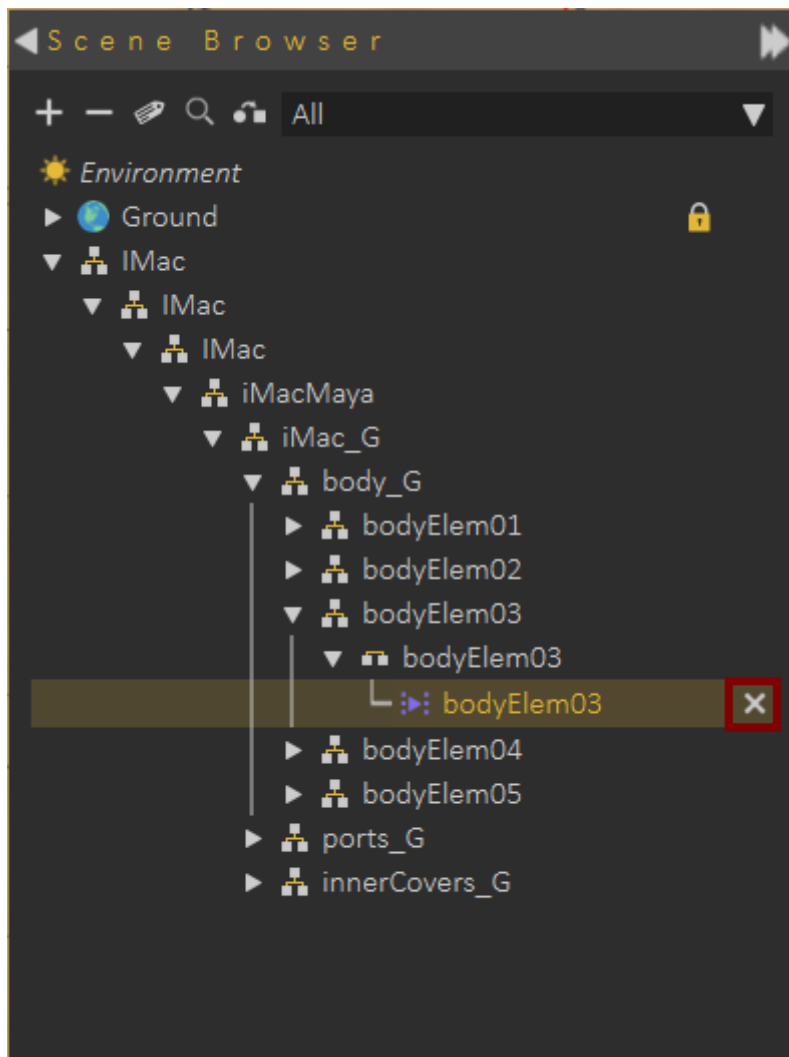 Scene Browser
All
Environment
Ground
IMac
IMac
IMac
iMacMaya
iMac_G
body_G
bodyElem01
bodyElem02
bodyElem03
bodyElem03
bodyElem03
bodyElem04
bodyElem05
ports_G
innerCovers_G